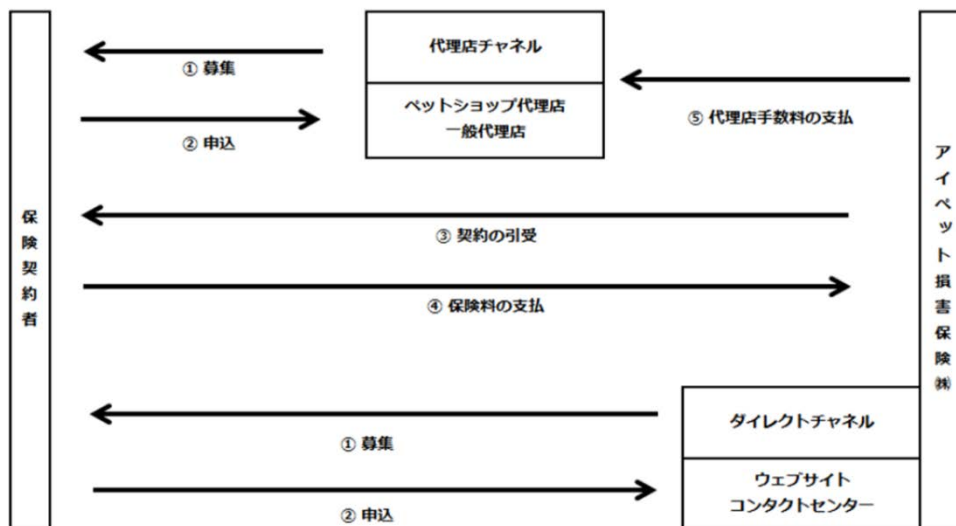 代理店チャネル
① 募集
ペットショップ代理店
一般代理店
② 申込
⑤ 代理店手数料の支払
保険契約者
アイペット損害保険㈱
③ 契約の引受
④ 保険料の支払
ダイレクトチャネル
① 募集
ウェブサイト
コンタクトセンター
② 申込